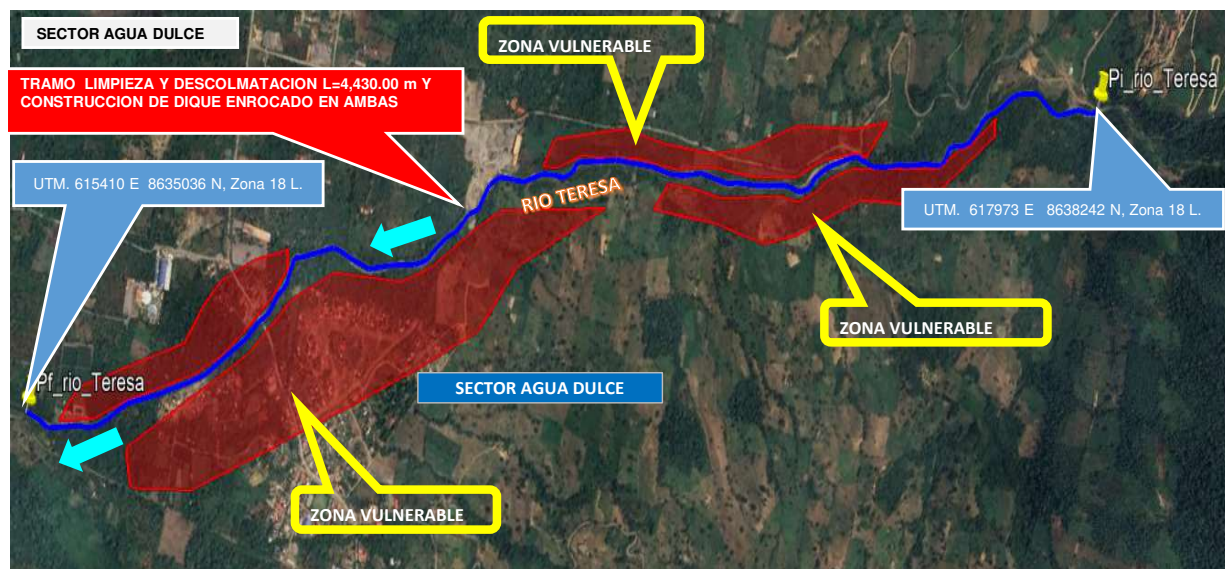 SECTOR AGUA DULCE
ZONA VULNERABLE
TRAMO LIMPIEZA Y DESCOLMATACION L=4,430.00 m Y
CONSTRUCCION DE DIQUE ENROCADO EN AMBAS
Pi_rio_Teresa
UTM. 615410 E 8635036 N, Zona 18 L.
RIO TERESA
UTM. 617973 E 8638242 N, Zona 18 L.
ZONA VULNERABLE
Pf_rio_Teresa
SECTOR AGUA DULCE
ZONA VULNERABLE